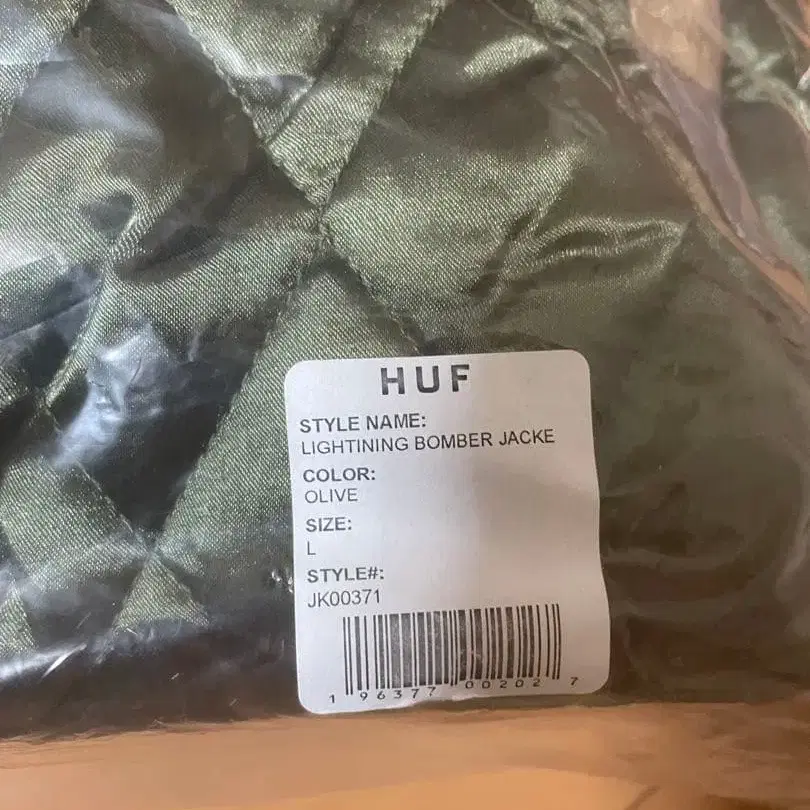 HUF
STYLE NAME:
LIGHTINING BOMBER JACKE
COLOR:
OLIVE
SIZE:
L
STYLE#:
JK00371
1 96377 00202 7